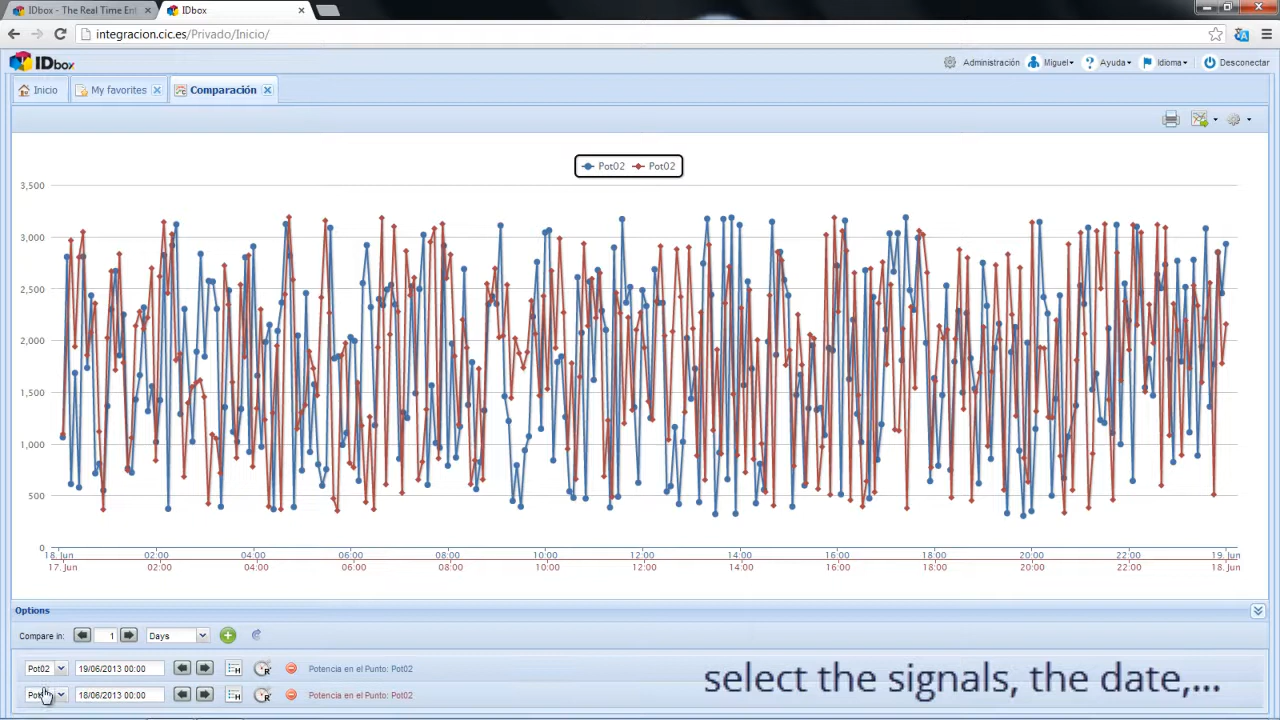 IDbox - The Real Time Ent
IDbox
integracion.cic.es/Privado/Inicio/
IDbox
Administración Miguel Ayuda Idioma Desconectar
Inicio My favorites Comparación
Pot02 Pot02
3,500
3,000
2,500
2,000
1,500
1,000
500
0
18. Jun 02:00 04:00 06:00 08:00 10:00 12:00 14:00 16:00 18:00 20:00 22:00 19. Jun
17. Jun 02:00 04:00 06:00 08:00 10:00 12:00 14:00 16:00 18:00 20:00 22:00 18. Jun
Options
Compare in: 1 Days
Pot02 19/06/2013 00:00 H R Potencia en el Punto: Pot02
Pot 18/06/2013 00:00 H R Potencia en el Punto: Pot02
select the signals, the date,...